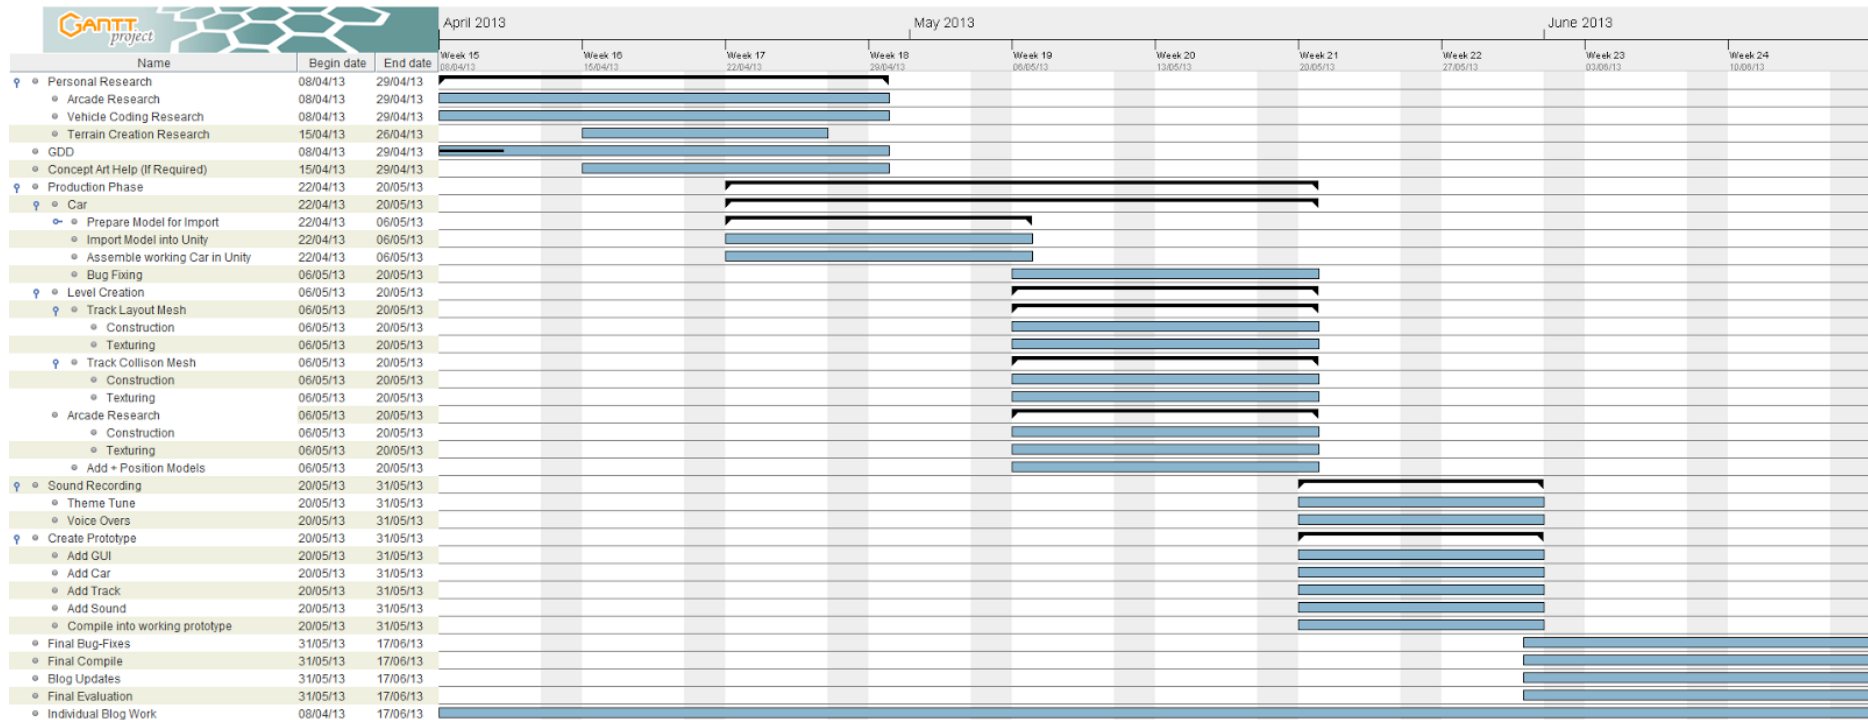 GANTT
project
April 2013 May 2013 June 2013
Week 15 Week 16 Week 17 Week 18 Week 19 Week 20 Week 21 Week 22 Week 23 Week 24
08/04/13 15/04/13 22/04/13 29/04/13 06/05/13 13/05/13 20/05/13 27/05/13 03/06/13 10/06/13
Name Begin date End date
Personal Research 08/04/13 29/04/13
Arcade Research 08/04/13 29/04/13
Vehicle Coding Research 08/04/13 29/04/13
Terrain Creation Research 15/04/13 26/04/13
GDD 08/04/13 29/04/13
Concept Art Help (If Required) 15/04/13 29/04/13
Production Phase 22/04/13 20/05/13
Car 22/04/13 20/05/13
Prepare Model for Import 22/04/13 06/05/13
Import Model into Unity 22/04/13 06/05/13
Assemble working Car in Unity 22/04/13 06/05/13
Bug Fixing 06/05/13 20/05/13
Level Creation 06/05/13 20/05/13
Track Layout Mesh 06/05/13 20/05/13
Construction 06/05/13 20/05/13
Texturing 06/05/13 20/05/13
Track Collison Mesh 06/05/13 20/05/13
Construction 06/05/13 20/05/13
Texturing 06/05/13 20/05/13
Arcade Research 06/05/13 20/05/13
Construction 06/05/13 20/05/13
Texturing 06/05/13 20/05/13
Add + Position Models 06/05/13 20/05/13
Sound Recording 20/05/13 31/05/13
Theme Tune 20/05/13 31/05/13
Voice Overs 20/05/13 31/05/13
Create Prototype 20/05/13 31/05/13
Add GUI 20/05/13 31/05/13
Add Car 20/05/13 31/05/13
Add Track 20/05/13 31/05/13
Add Sound 20/05/13 31/05/13
Compile into working prototype 20/05/13 31/05/13
Final Bug-Fixes 31/05/13 17/06/13
Final Compile 31/05/13 17/06/13
Blog Updates 31/05/13 17/06/13
Final Evaluation 31/05/13 17/06/13
Individual Blog Work 08/04/13 17/06/13